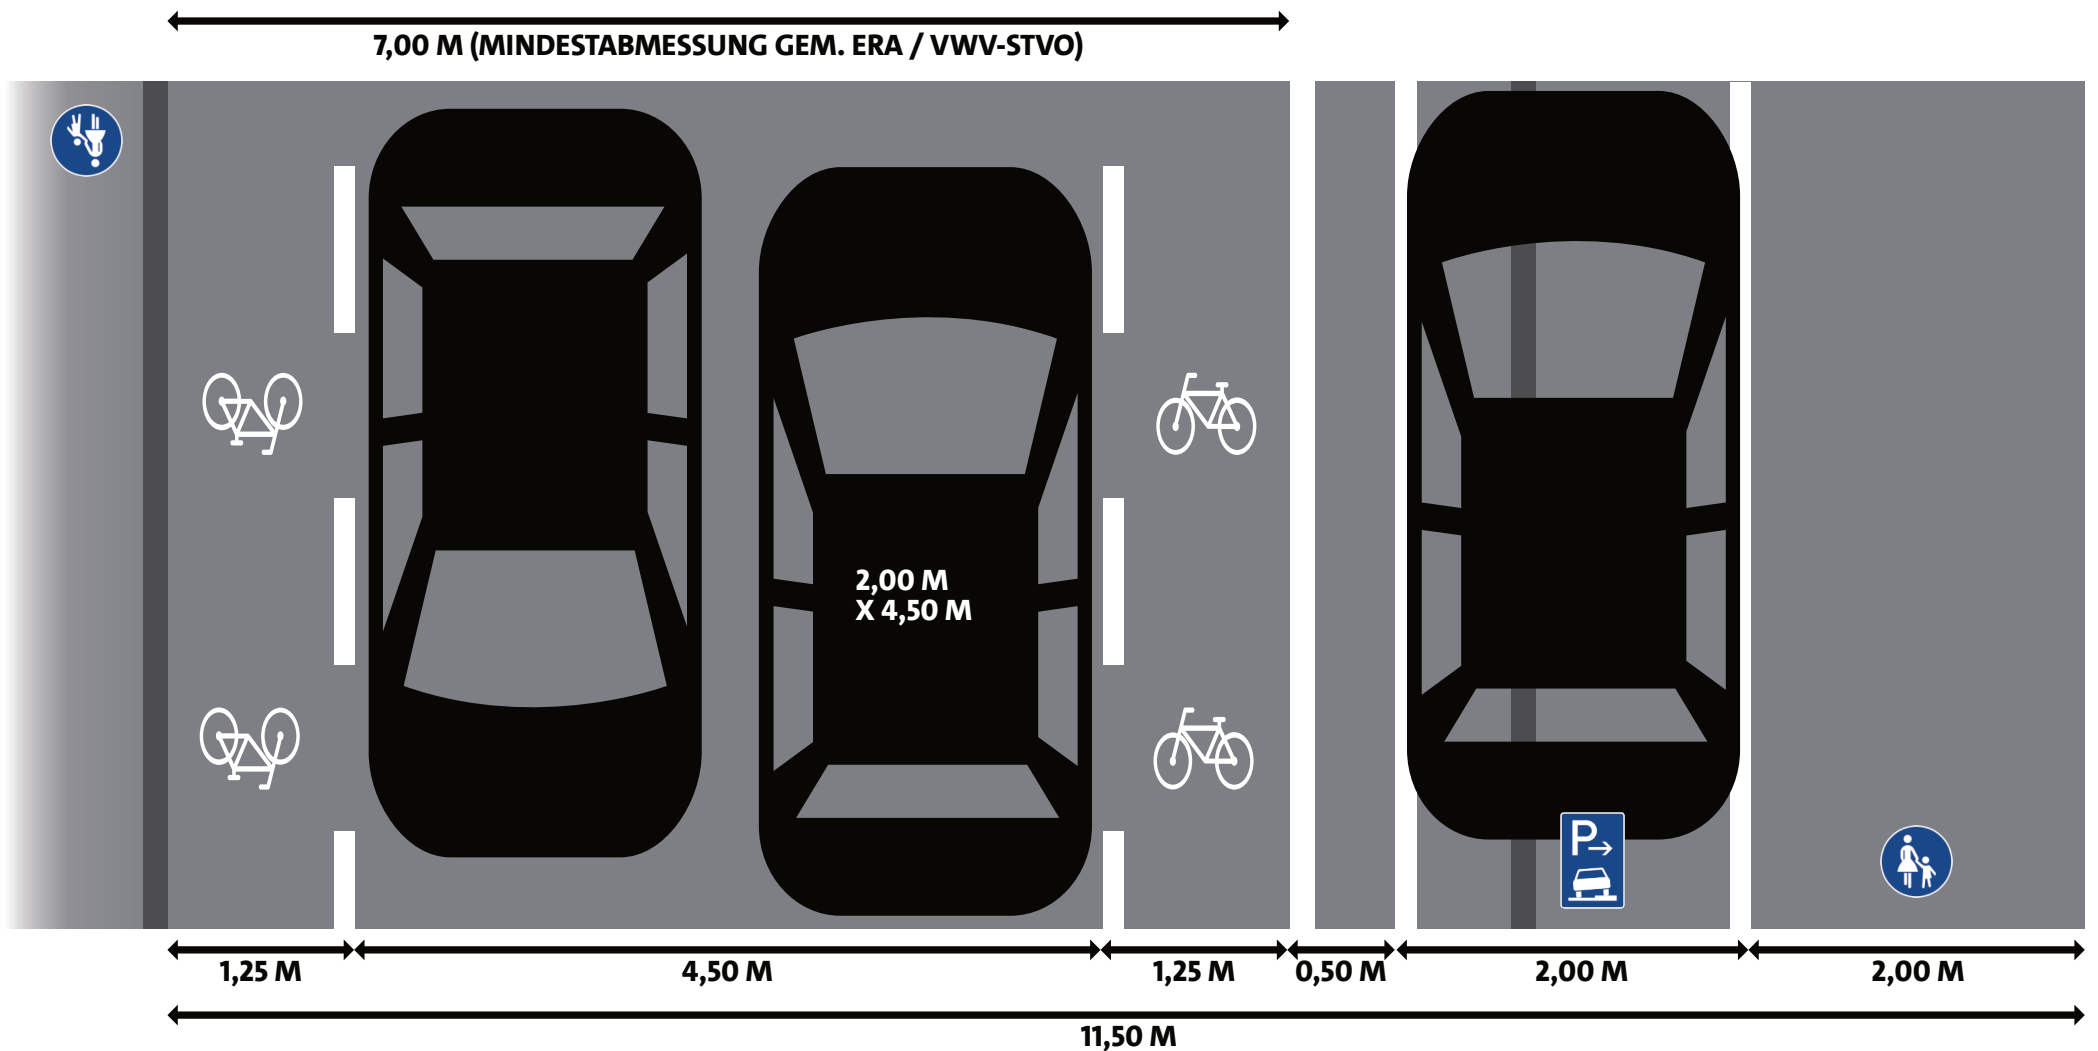 7,00 M (MINDESTABMESSUNG GEM. ERA / VWV-STVO)
2,00 M
X 4,50 M
P
1,25 M
4,50 M
1,25 M
0,50 M
2,00 M
2,00 M
11,50 M